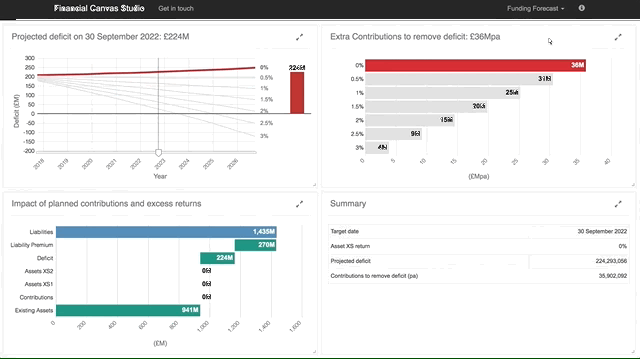 Financial Canvas Studio
Get in touch
Funding Forecast
Projected deficit on 30 September 2022: £224M
Deficit (£M)
300
250
200
150
100
50
0
-50
-100
-150
-200
0%
0.5%
1%
1.5%
2%
2.5%
3%
224M
2018
2019
2020
2021
2022
2023
2024
2025
2026
Year
Extra Contributions to remove deficit: £36Mpa
0% 36M
0.5% 31M
1% 25M
1.5% 20M
2% 15M
2.5% 9M
3% 4M
0 5 10 15 20 25 30 35 40
(£Mpa)
Impact of planned contributions and excess returns
Liabilities 1,435M
Liability Premium 270M
Deficit 224M
Assets XS2 0M
Assets XS1 0M
Contributions 0M
Existing Assets 941M
0 200 400 600 800 1,000 1,200 1,400 1,600
(£M)
Summary
Target date 30 September 2022
Asset XS return 0%
Projected deficit 224,293,056
Contributions to remove deficit (pa) 35,902,092